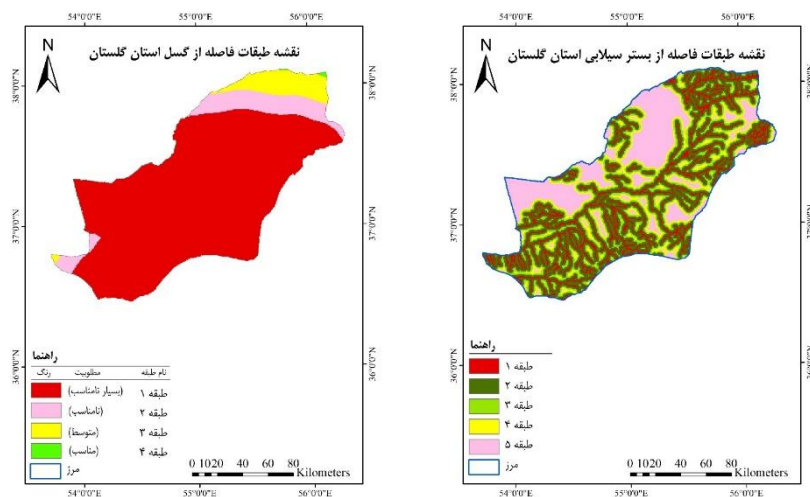 54°0'0"E 55°0'0"E 56°0'0"E
N
نقشه طبقات فاصله از گسل استان گلستان
38°0'0"N
37°0'0"N
36°0'0"N
راهنما
نام طبقه مطلوبیت رنگ
طبقه ۱ (بسیار نامناسب)
طبقه ۲ (نامناسب)
طبقه ۳ (متوسط)
طبقه ۴ (مناسب)
مرز
0 10 20 40 60 80 Kilometers
54°0'0"E 55°0'0"E 56°0'0"E
54°0'0"E 55°0'0"E 56°0'0"E
N
نقشه طبقات فاصله از بستر سیلابی استان گلستان
38°0'0"N
37°0'0"N
36°0'0"N
راهنما
طبقه ۱
طبقه ۲
طبقه ۳
طبقه ۴
طبقه ۵
مرز
0 10 20 40 60 80 Kilometers
54°0'0"E 55°0'0"E 56°0'0"E